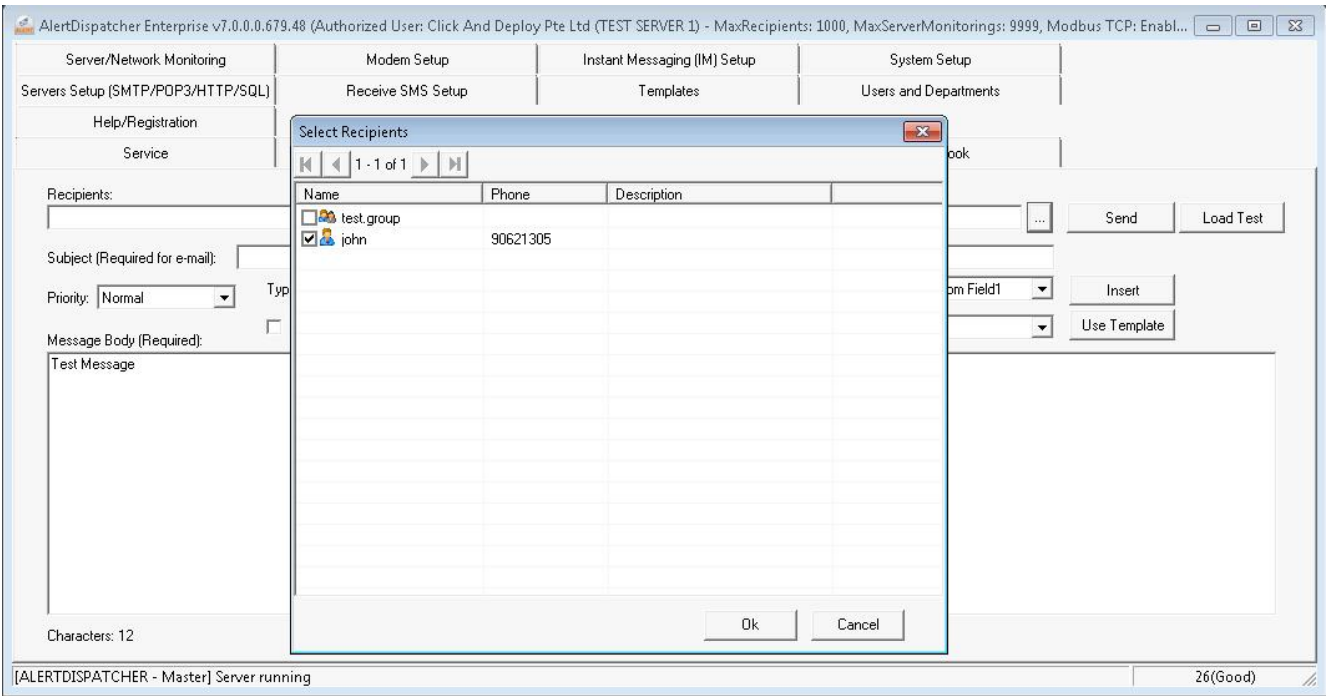 AlertDispatcher Enterprise v7.0.0.0.679.48 (Authorized User: Click And Deploy Pte Ltd (TEST SERVER 1) - MaxRecipients: 1000, MaxServerMonitorings: 9999, Modbus TCP: Enabl...
Server/Network Monitoring Modem Setup Instant Messaging (IM) Setup System Setup
Servers Setup (SMTP/POP3/HTTP/SQL) Receive SMS Setup Templates Users and Departments
Help/Registration
Service ook
Select Recipients
1 - 1 of 1
Name Phone Description
test.group
john 90621305
Ok Cancel
Recipients:
... Send Load Test
Subject (Required for e-mail):
Priority: Normal Typ om Field1 Insert
Use Template
Message Body (Required):
Test Message
Characters: 12
[ALERTDISPATCHER - Master] Server running 26(Good)